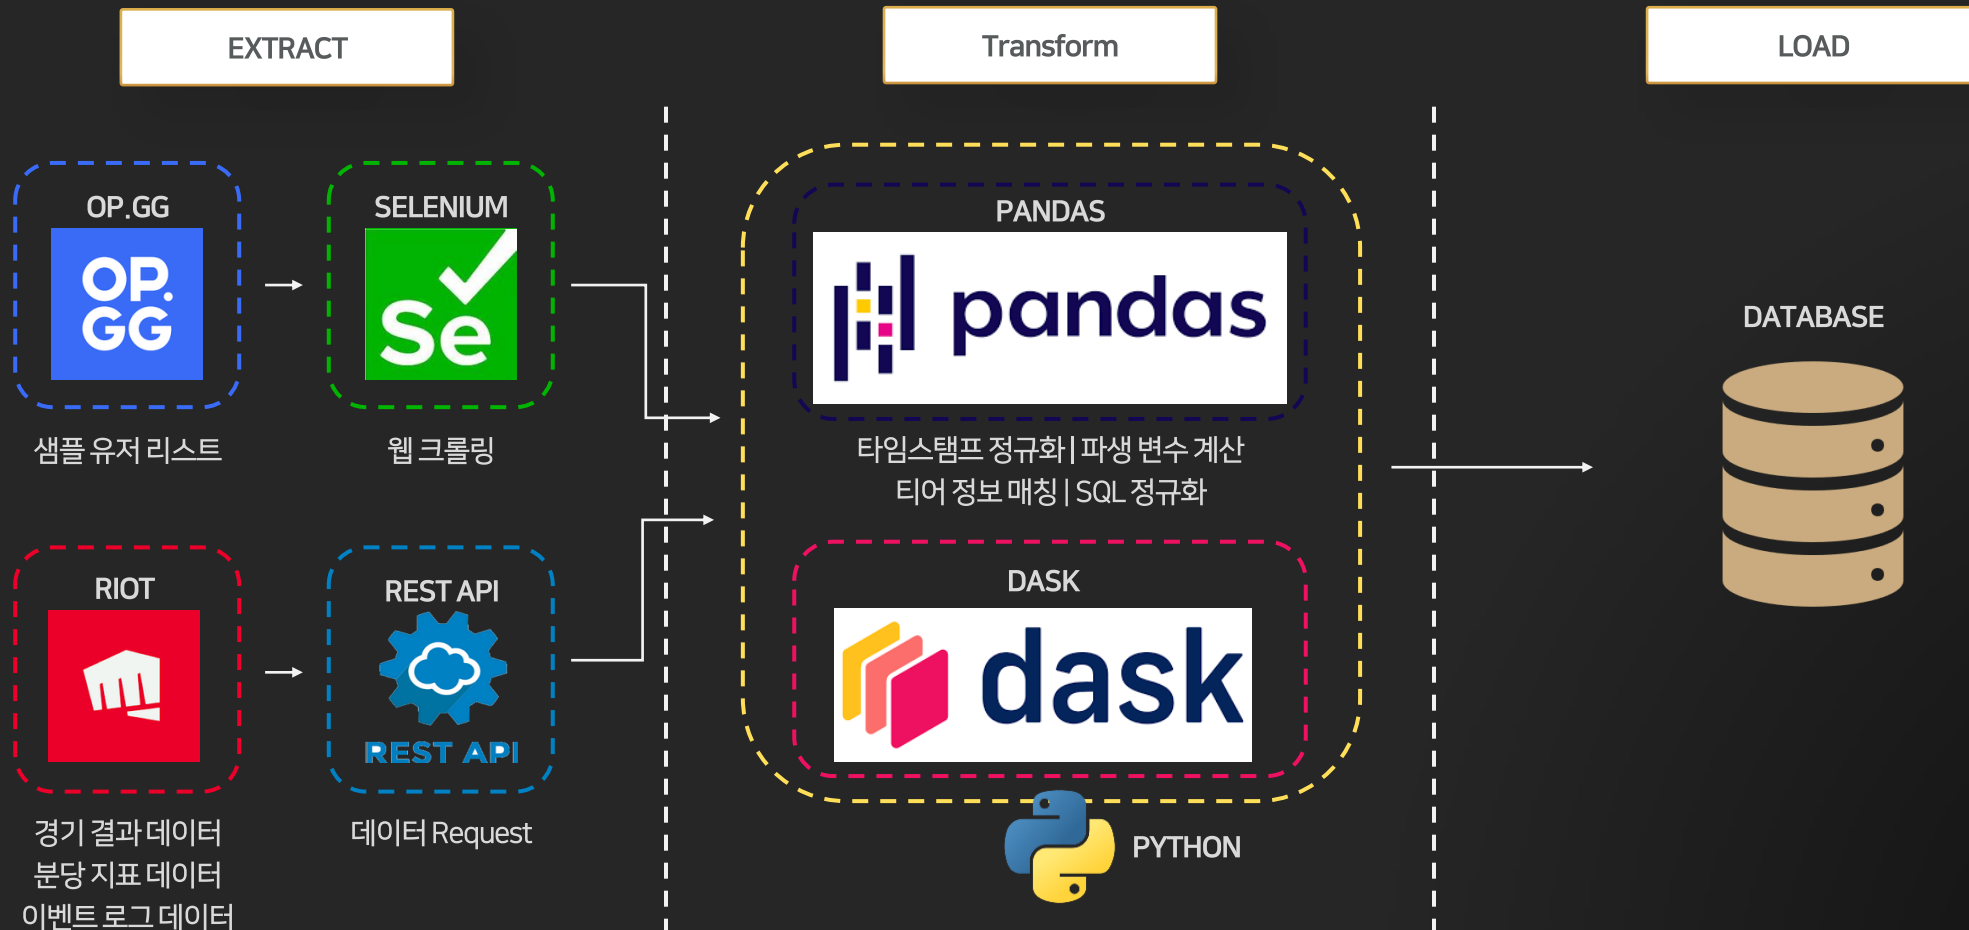 EXTRACT
Transform
LOAD
OP.GG
OP.
GG
샘플 유저 리스트
SELENIUM
Se
웹 크롤링
RIOT
경기 결과 데이터
분당 지표 데이터
이벤트 로그 데이터
REST API
REST API
데이터 Request
PANDAS
pandas
타임스탬프 정규화 | 파생 변수 계산
티어 정보 매칭 | SQL 정규화
DASK
dask
PYTHON
DATABASE